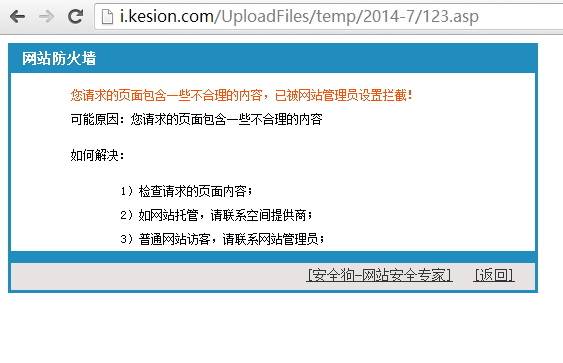 i.kesion.com/UploadFiles/temp/2014-7/123.asp
网站防火墙
您请求的页面包含一些不合理的内容，已被网站管理员设置拦截！
可能原因：您请求的页面包含一些不合理的内容
如何解决：
1）检查请求的页面内容；
2）如网站托管，请联系空间提供商；
3）普通网站访客，请联系网站管理员；
[安全狗-网站安全专家] [返回]